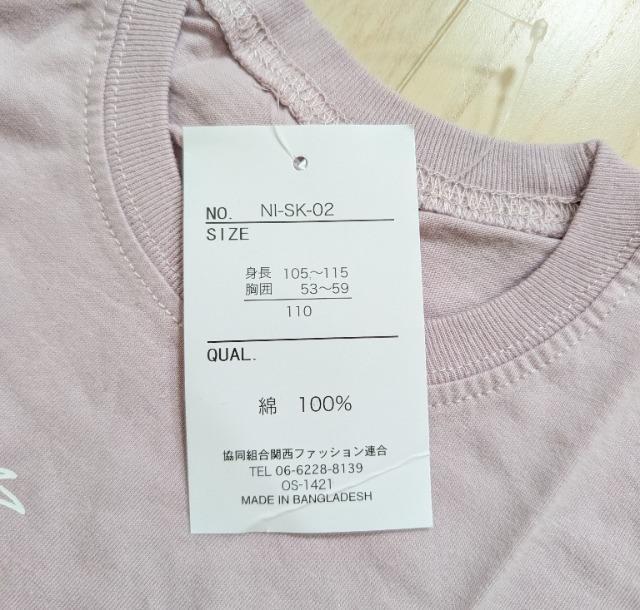 NO. NI-SK-02
SIZE
身長 105～115
胸囲 53～59
110
QUAL.
綿 100%
協同組合関西ファッション連合
TEL 06-6228-8139
OS-1421
MADE IN BANGLADESH